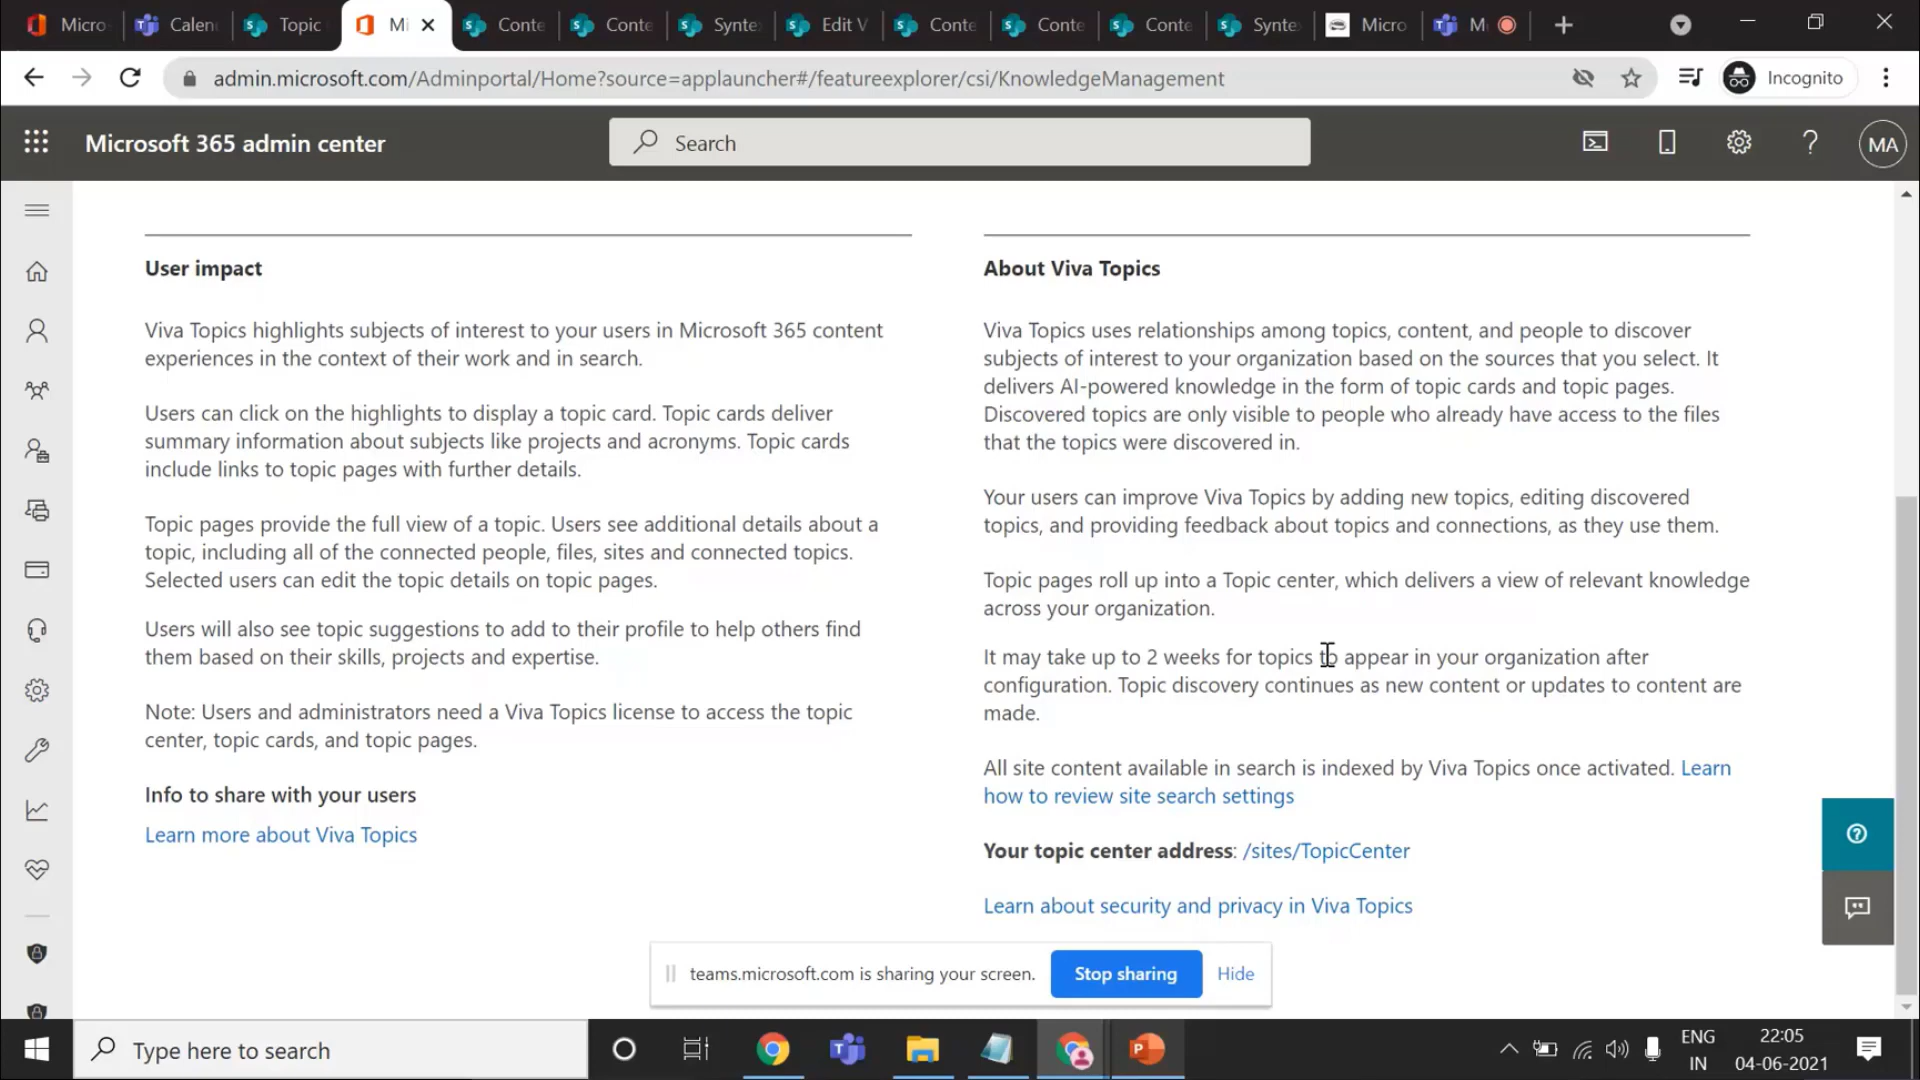 Micro
Calen
Topic
Mi
Conte
Conte
Synte
Edit V
Conte
Conte
Conte
Synte
Micro
M
admin.microsoft.com/Adminportal/Home?source=applauncher#/featureexplorer/csi/KnowledgeManagement
Incognito
Microsoft 365 admin center
Search
MA
User impact
Viva Topics highlights subjects of interest to your users in Microsoft 365 content
experiences in the context of their work and in search.
Users can click on the highlights to display a topic card. Topic cards deliver
summary information about subjects like projects and acronyms. Topic cards
include links to topic pages with further details.
Topic pages provide the full view of a topic. Users see additional details about a
topic, including all of the connected people, files, sites and connected topics.
Selected users can edit the topic details on topic pages.
Users will also see topic suggestions to add to their profile to help others find
them based on their skills, projects and expertise.
Note: Users and administrators need a Viva Topics license to access the topic
center, topic cards, and topic pages.
Info to share with your users
Learn more about Viva Topics
About Viva Topics
Viva Topics uses relationships among topics, content, and people to discover
subjects of interest to your organization based on the sources that you select. It
delivers AI-powered knowledge in the form of topic cards and topic pages.
Discovered topics are only visible to people who already have access to the files
that the topics were discovered in.
Your users can improve Viva Topics by adding new topics, editing discovered
topics, and providing feedback about topics and connections, as they use them.
Topic pages roll up into a Topic center, which delivers a view of relevant knowledge
across your organization.
It may take up to 2 weeks for topics to appear in your organization after
configuration. Topic discovery continues as new content or updates to content are
made.
All site content available in search is indexed by Viva Topics once activated. Learn
how to review site search settings
Your topic center address: /sites/TopicCenter
Learn about security and privacy in Viva Topics
teams.microsoft.com is sharing your screen.
Stop sharing
Hide
Type here to search
ENG
IN
22:05
04-06-2021